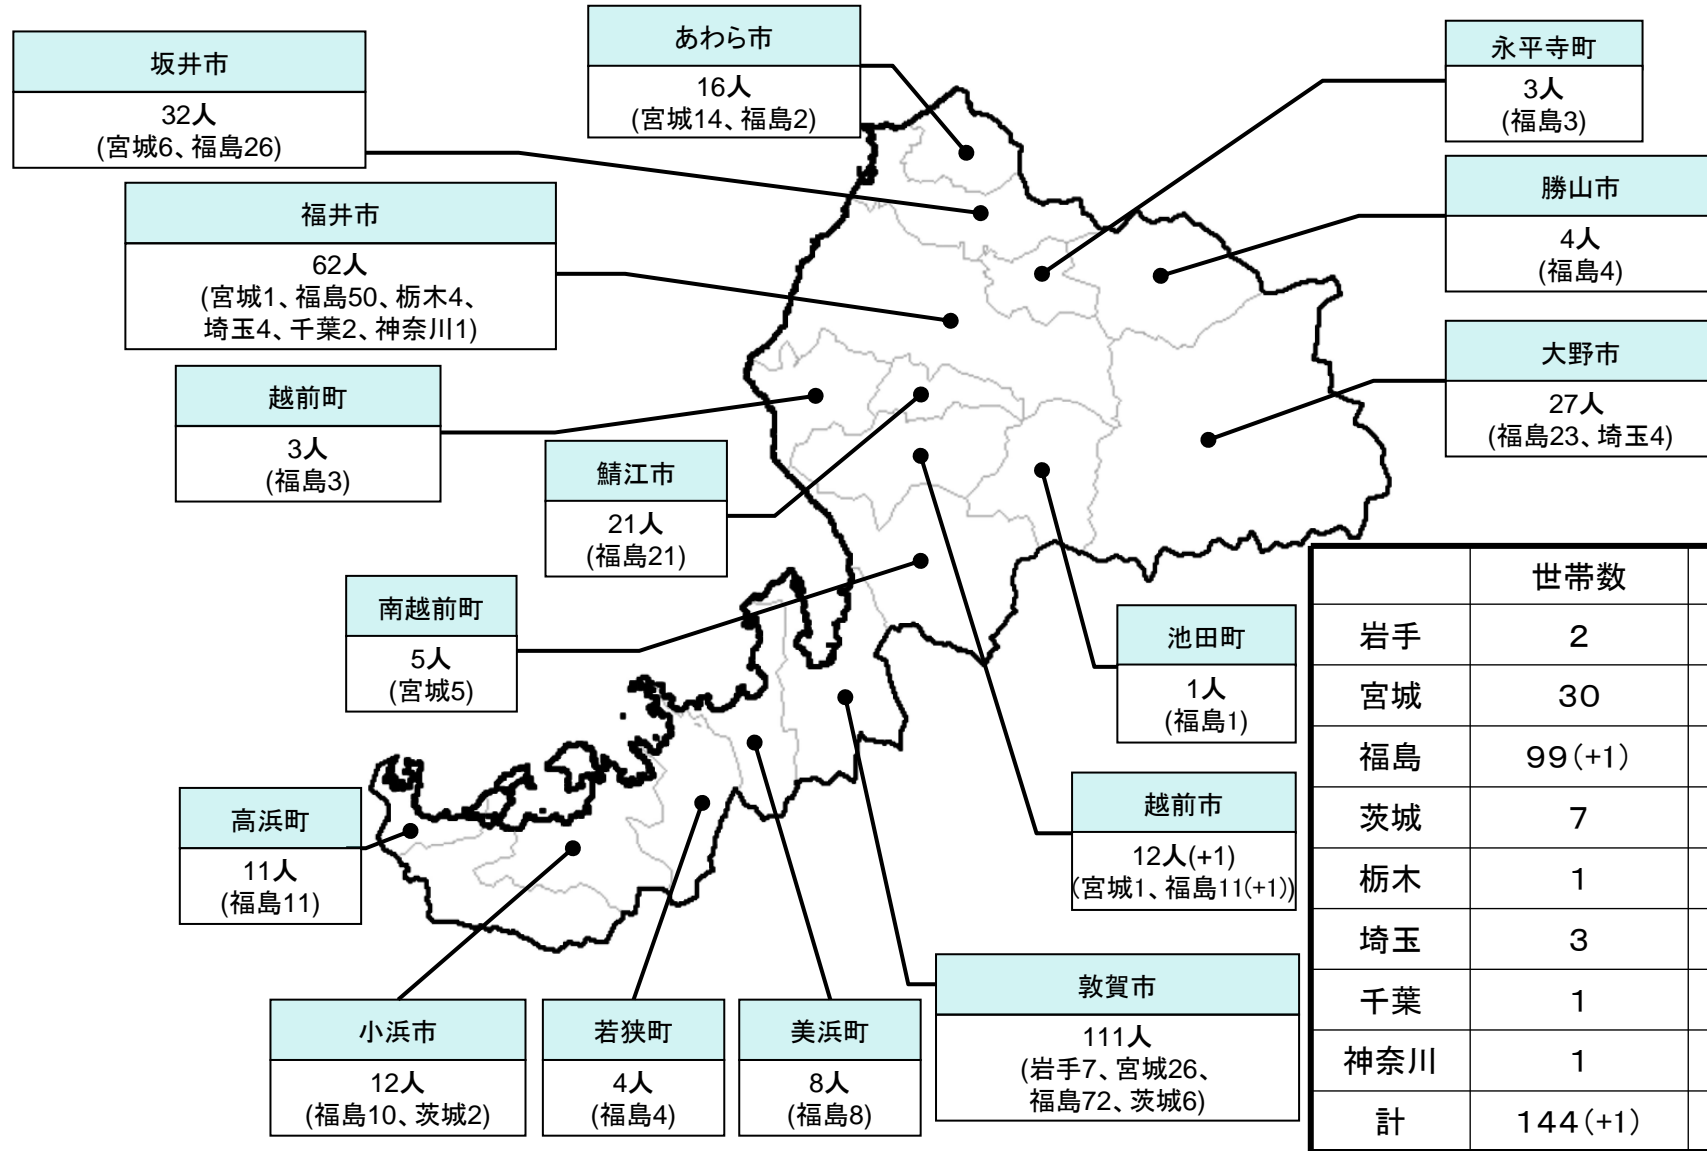 坂井市
32人
(宮城6、福島26)
あわら市
16人
(宮城14、福島2)
永平寺町
3人
(福島3)
勝山市
4人
(福島4)
福井市
62人
(宮城1、福島50、栃木4、
埼玉4、千葉2、神奈川1)
大野市
27人
(福島23、埼玉4)
越前町
3人
(福島3)
鯖江市
21人
(福島21)
南越前町
5人
(宮城5)
池田町
1人
(福島1)
越前市
12人(+1)
(宮城1、福島11(+1))
高浜町
11人
(福島11)
小浜市
12人
(福島10、茨城2)
若狭町
4人
(福島4)
美浜町
8人
(福島8)
敦賀市
111人
(岩手7、宮城26、
福島72、茨城6)
世帯数
岩手 2
宮城 30
福島 99(+1)
茨城 7
栃木 1
埼玉 3
千葉 1
神奈川 1
計 144(+1)